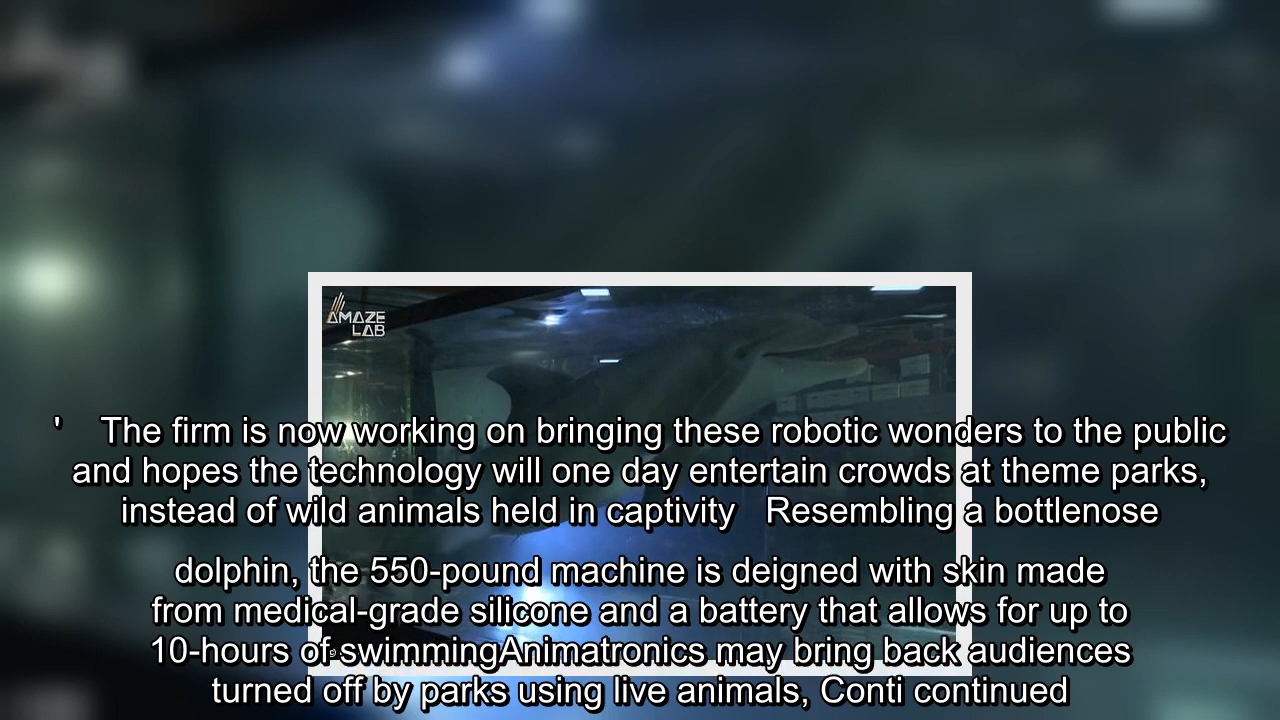 AMAZE
LAB
' The firm is now working on bringing these robotic wonders to the public
and hopes the technology will one day entertain crowds at theme parks,
instead of wild animals held in captivity Resembling a bottlenose
dolphin, the 550-pound machine is deigned with skin made
from medical-grade silicone and a battery that allows for up to
10-hours of swimmingAnimatronics may bring back audiences
turned off by parks using live animals, Conti continued